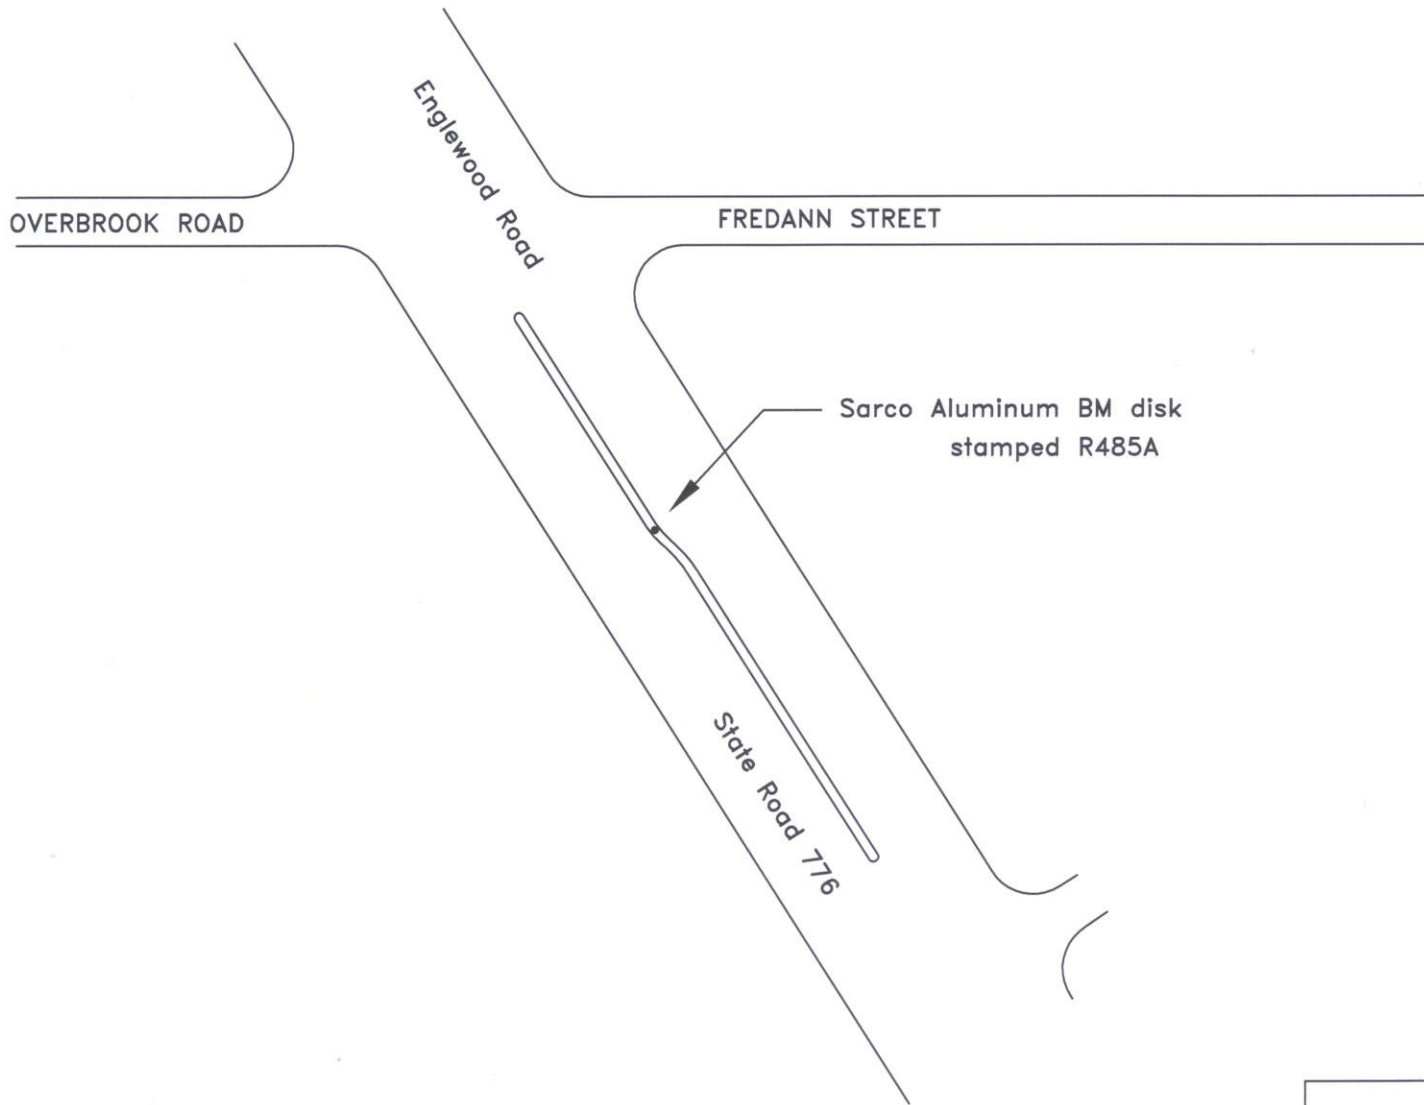 Englewood Road
OVERBROOK ROAD
FREDANN STREET
Sarco Aluminum BM disk
stamped R485A
State Road 776